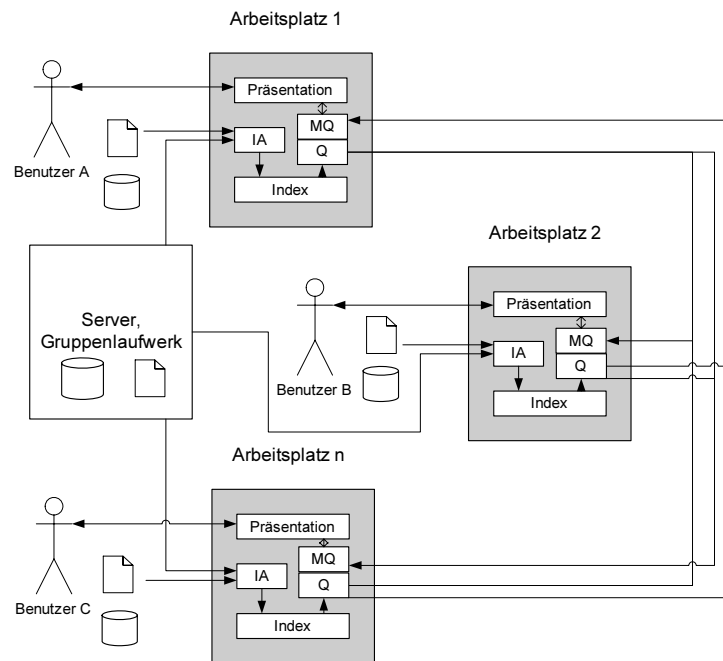 Arbeitsplatz 1
Präsentation
MQ
IA
Q
Index
Benutzer A
Arbeitsplatz 2
Server,
Gruppenlaufwerk
Präsentation
MQ
IA
Q
Index
Benutzer B
Arbeitsplatz n
Präsentation
MQ
IA
Q
Index
Benutzer C